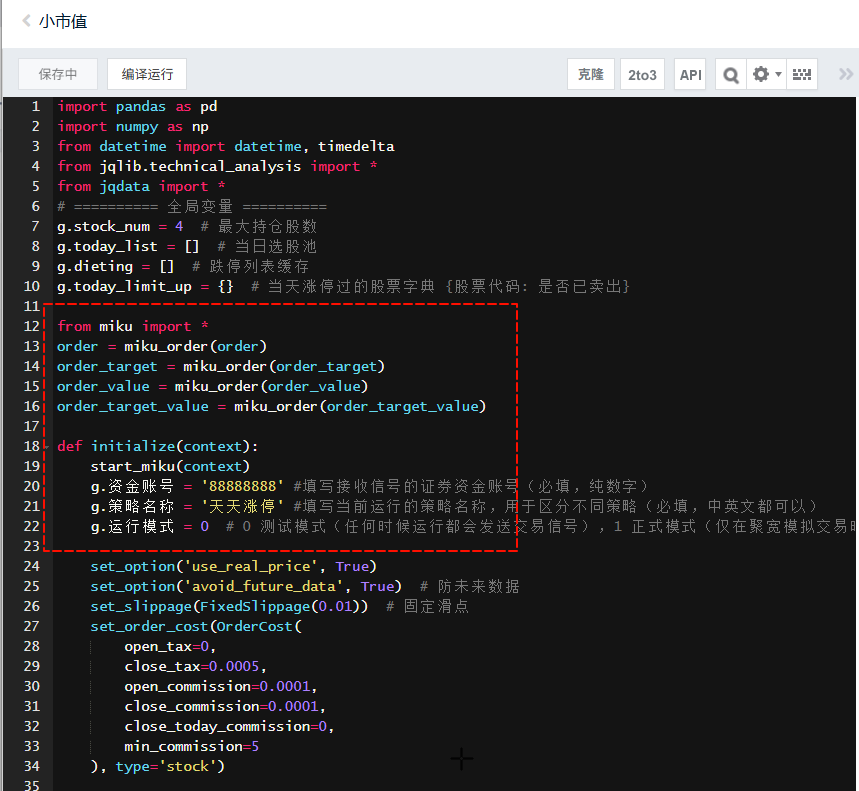 小市值
保存中 编译运行 克隆 2to3 API
1 import pandas as pd
2 import numpy as np
3 from datetime import datetime, timedelta
4 from jqlib.technical_analysis import *
5 from jqdata import *
6 # ========== 全局变量 ==========
7 g.stock_num = 4  # 最大持仓股数
8 g.today_list = []  # 当日选股池
9 g.dieting = []  # 跌停列表缓存
10 g.today_limit_up = {}  # 当天涨停过的股票字典 {股票代码: 是否已卖出}
11
12 from miku import *
13 order = miku_order(order)
14 order_target = miku_order(order_target)
15 order_value = miku_order(order_value)
16 order_target_value = miku_order(order_target_value)
17
18 def initialize(context):
19     start_miku(context)
20     g.资金账号 = '88888888' #填写接收信号的证券资金账号（必填，纯数字）
21     g.策略名称 = '天天涨停' #填写当前运行的策略名称，用于区分不同策略（必填，中英文都可以）
22     g.运行模式 = 0  # 0 测试模式（任何时候运行都会发送交易信号），1 正式模式（仅在聚宽模拟交易
23
24     set_option('use_real_price', True)
25     set_option('avoid_future_data', True)  # 防未来数据
26     set_slippage(FixedSlippage(0.01))  # 固定滑点
27     set_order_cost(OrderCost(
28         open_tax=0,
29         close_tax=0.0005,
30         open_commission=0.0001,
31         close_commission=0.0001,
32         close_today_commission=0,
33         min_commission=5
34     ), type='stock')
35